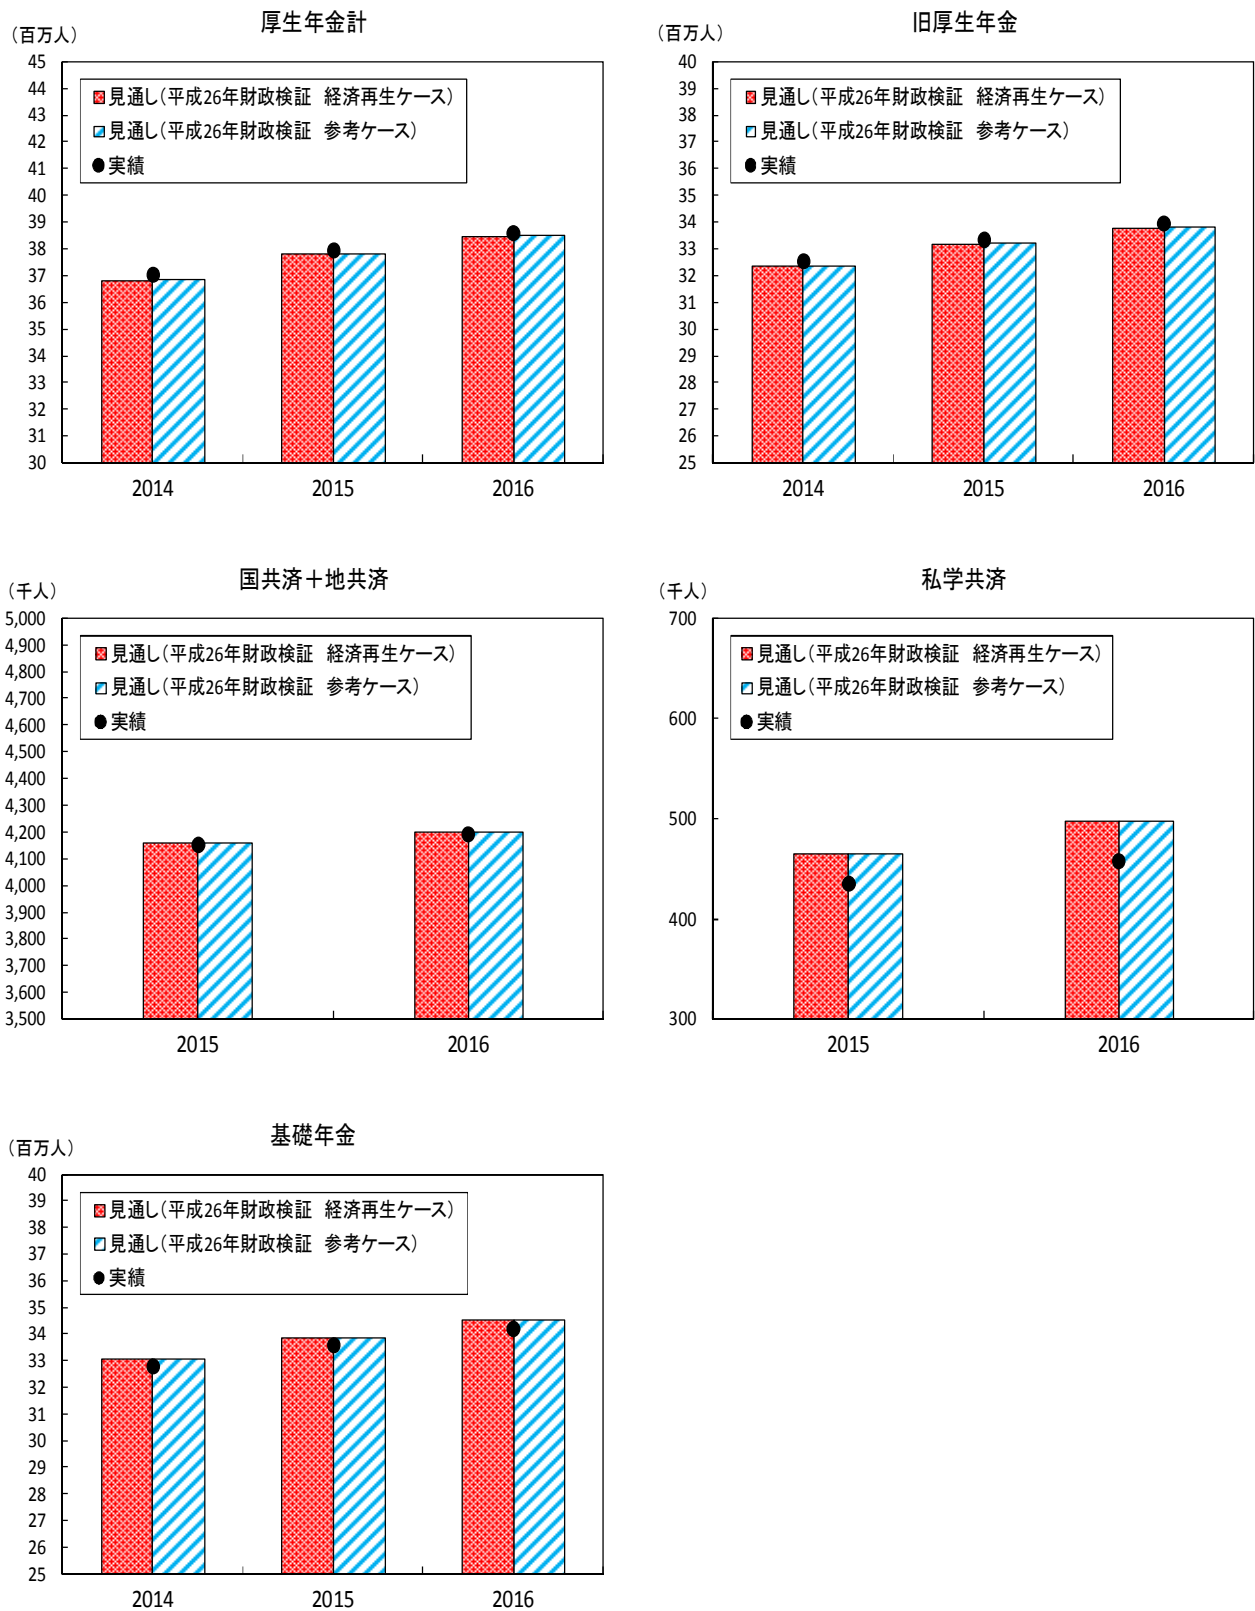 厚生年金計
（百万人）
45
44
43
42
41
40
39
38
37
36
35
34
33
32
31
30
見通し（平成26年財政検証　経済再生ケース）
見通し（平成26年財政検証　参考ケース）
実績
2014 2015 2016
旧厚生年金
（百万人）
40
39
38
37
36
35
34
33
32
31
30
29
28
27
26
25
見通し（平成26年財政検証　経済再生ケース）
見通し（平成26年財政検証　参考ケース）
実績
2014 2015 2016
国共済＋地共済
（千人）
5,000
4,900
4,800
4,700
4,600
4,500
4,400
4,300
4,200
4,100
4,000
3,900
3,800
3,700
3,600
3,500
見通し（平成26年財政検証　経済再生ケース）
見通し（平成26年財政検証　参考ケース）
実績
2015 2016
私学共済
（千人）
700
600
500
400
300
見通し（平成26年財政検証　経済再生ケース）
見通し（平成26年財政検証　参考ケース）
実績
2015 2016
基礎年金
（百万人）
40
39
38
37
36
35
34
33
32
31
30
29
28
27
26
25
見通し（平成26年財政検証　経済再生ケース）
見通し（平成26年財政検証　参考ケース）
実績
2014 2015 2016